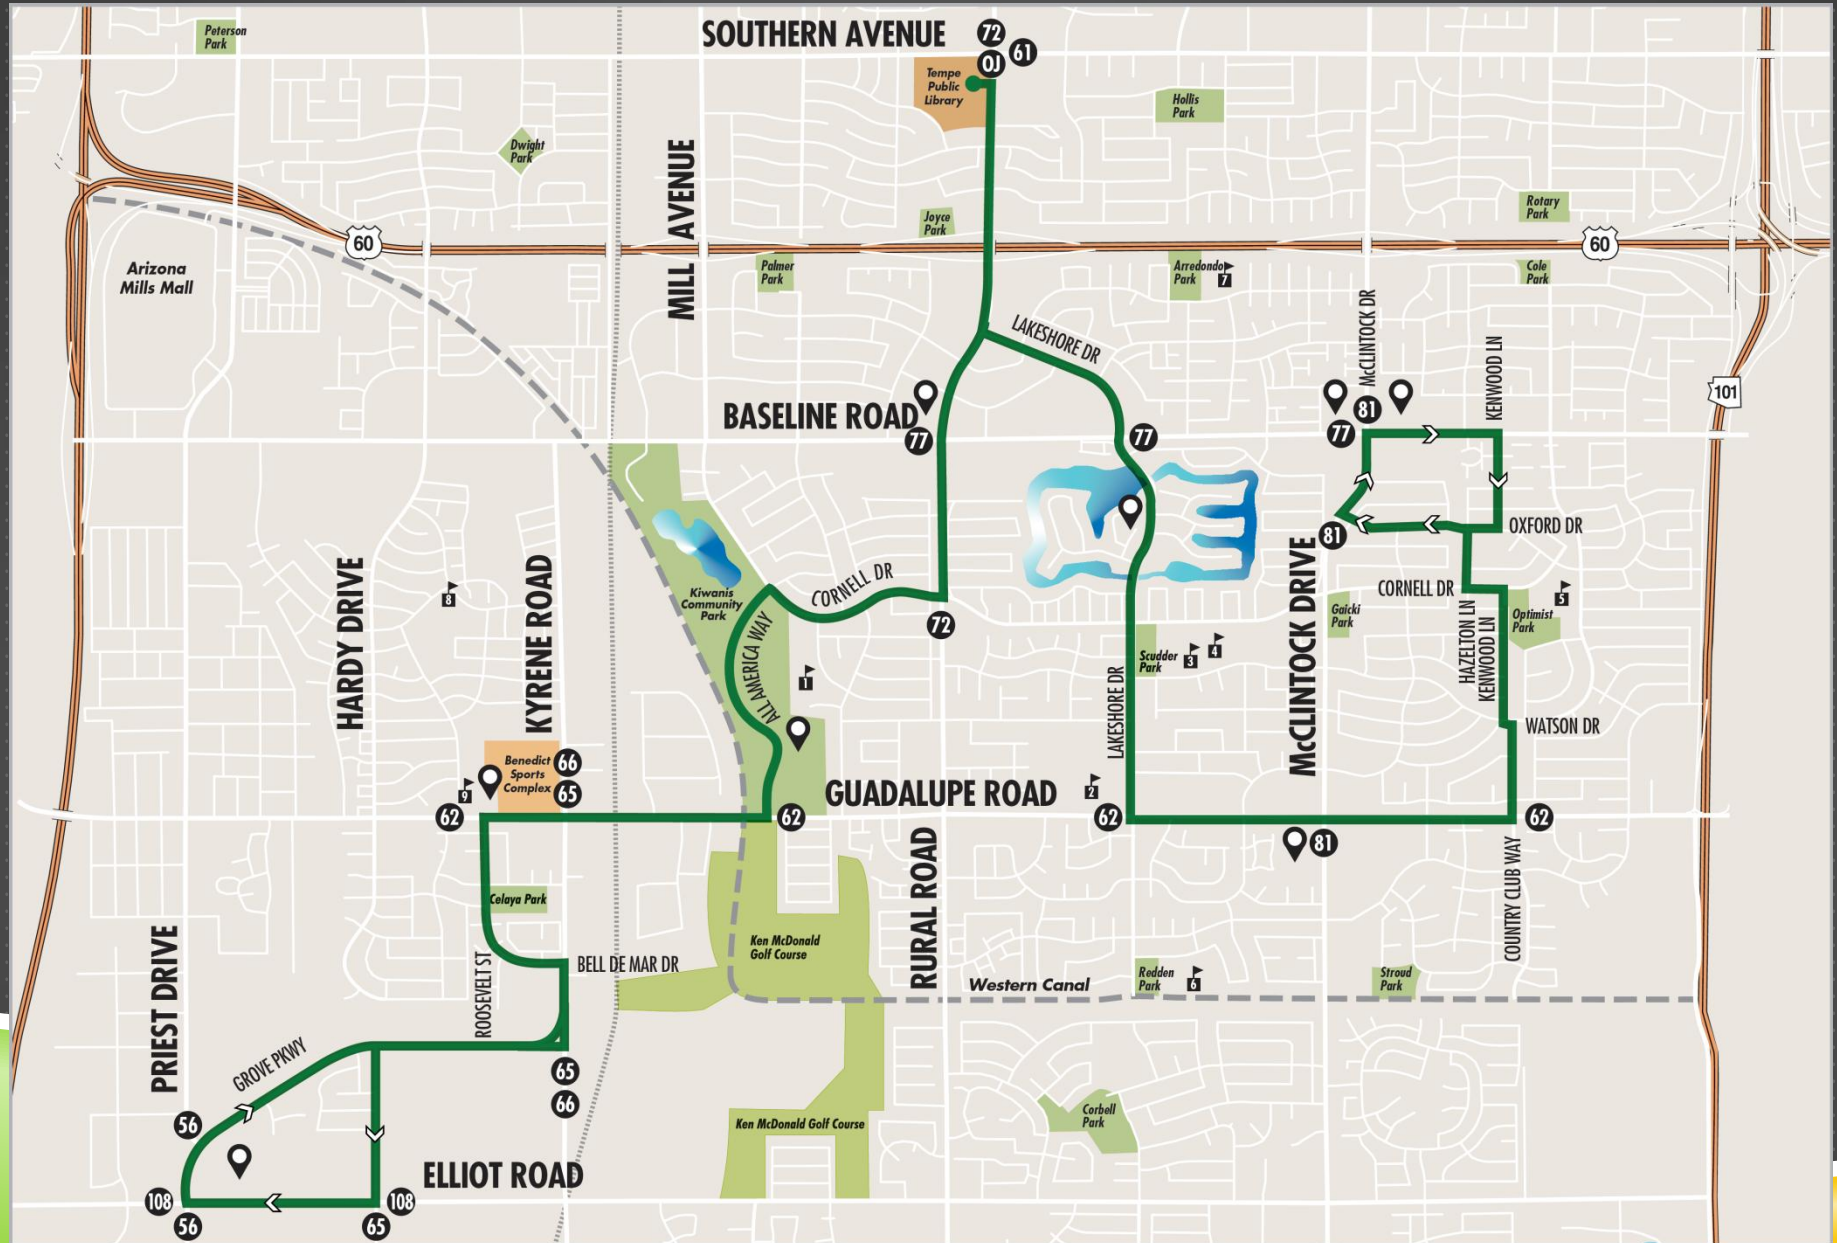 Peterson
Park
SOUTHERN AVENUE
72
OJ
61
Tempe
Public
Library
Hollis
Park
Dwight
Park
MILL AVENUE
Joyce
Park
Rotary
Park
60
60
Arizona
Mills Mall
Palmer
Park
Arredondo
Park
7
Cole
Park
LAKESHORE DR
McCLINTOCK DR
KENWOOD LN
101
BASELINE ROAD
77
77
77
81
81
OXFORD DR
HARDY DRIVE
KYRENE ROAD
8
Kiwanis
Community
Park
CORNELL DR
72
ALL AMERICA WAY
1
McCLINTOCK DRIVE
CORNELL DR
Gaicki
Park
HAZELTON LN
KENWOOD LN
Optimist
Park
5
Scudder
Park
3
4
LAKESHORE DR
WATSON DR
Benedict
Sports
Complex
66
65
9
62
62
GUADALUPE ROAD
2
62
62
81
RURAL ROAD
COUNTRY CLUB WAY
Celaya Park
Ken McDonald
Golf Course
PRIEST DRIVE
ROOSEVELT ST
BELL DE MAR DR
Western Canal
Redden
Park
6
Stroud
Park
GROVE PKWY
65
66
56
Corbell
Park
Ken McDonald Golf Course
ELLIOT ROAD
108
56
108
65